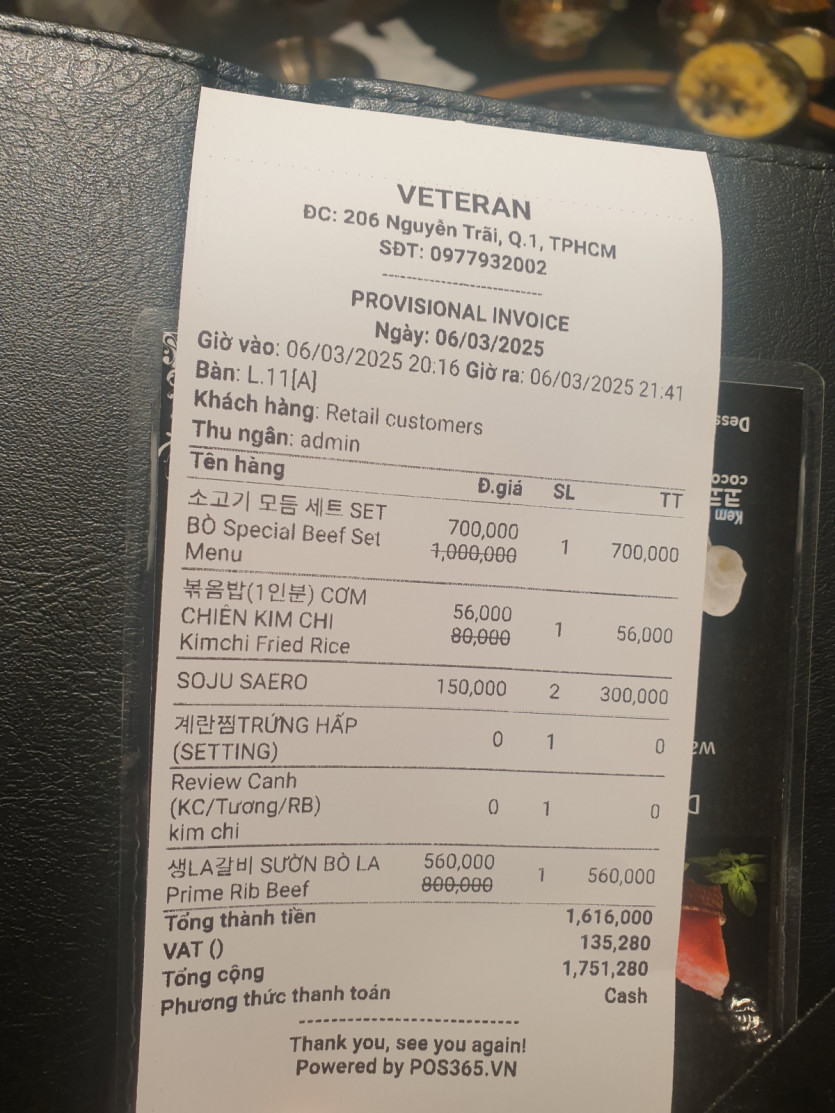 VETERAN
ĐC: 206 Nguyễn Trãi, Q.1, TPHCM
SĐT: 0977932002
PROVISIONAL INVOICE
Ngày: 06/03/2025
Giờ vào: 06/03/2025 20:16 Giờ ra: 06/03/2025 21:41
Bàn: L.11[A]
Khách hàng: Retail customers
Thu ngân: admin
Tên hàng Đ.giá SL TT
소고기 모듬 세트 SET
BÒ Special Beef Set
Menu
700,000
1,000,000
1 700,000
볶음밥(1인분) CƠM
CHIÊN KIM CHI
Kimchi Fried Rice
56,000
80,000
1 56,000
SOJU SAERO 150,000 2 300,000
계란찜TRỨNG HẤP
(SETTING)
0 1 0
Review Canh
(KC/Tương/RB)
kim chi
0 1 0
생LA갈비 SƯỜN BÒ LA
Prime Rib Beef
560,000
800,000
1 560,000
Tổng thành tiền 1,616,000
VAT () 135,280
Tổng cộng 1,751,280
Phương thức thanh toán Cash
Thank you, see you again!
Powered by POS365.VN
Dess
coco
Kem